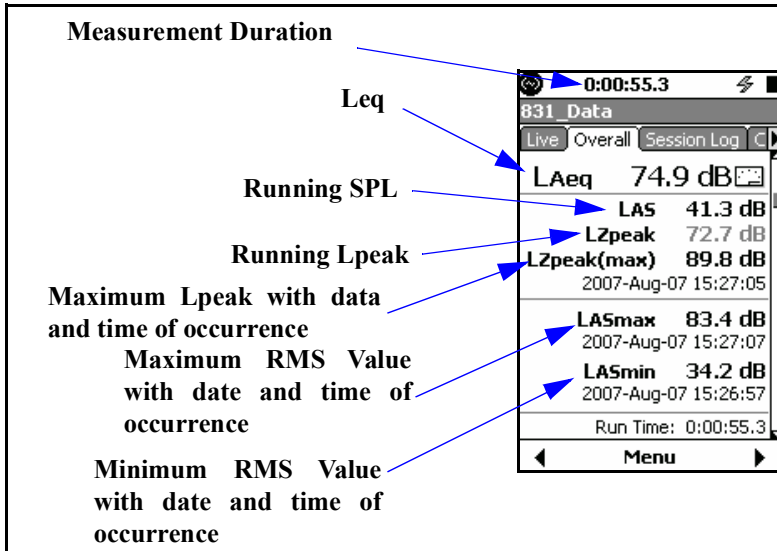 Measurement Duration
Leq
Running SPL
Running Lpeak
Maximum Lpeak with data
and time of occurrence
Maximum RMS Value
with date and time of
occurrence
Minimum RMS Value
with date and time of
occurrence
0:00:55.3
831_Data
Live Overall Session Log C
LAeq 74.9 dB
LAS 41.3 dB
LZpeak 72.7 dB
LZpeak(max) 89.8 dB
2007-Aug-07 15:27:05
LASmax 83.4 dB
2007-Aug-07 15:27:07
LASmin 34.2 dB
2007-Aug-07 15:26:57
Run Time: 0:00:55.3
Menu